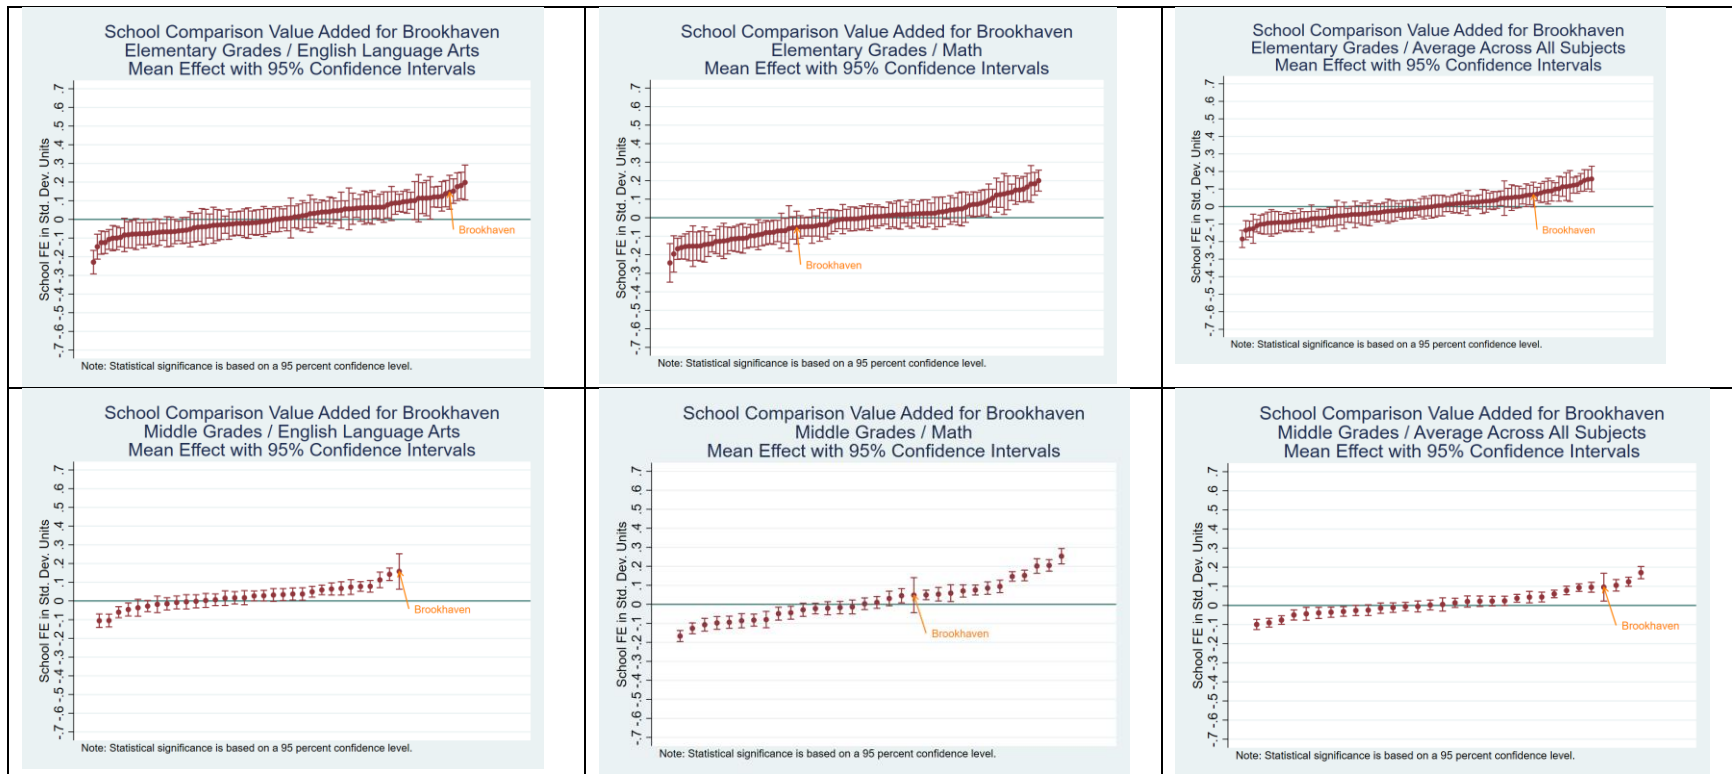 School Comparison Value Added for Brookhaven
Elementary Grades / English Language Arts
Mean Effect with 95% Confidence Intervals
School FE in Std. Dev. Units
-.7 -.6 -.5 -.4 -.3 -.2 -.1 0 .1 .2 .3 .4 .5 .6 .7
Brookhaven
Note: Statistical significance is based on a 95 percent confidence level.
School Comparison Value Added for Brookhaven
Elementary Grades / Math
Mean Effect with 95% Confidence Intervals
School FE in Std. Dev. Units
-.7 -.6 -.5 -.4 -.3 -.2 -.1 0 .1 .2 .3 .4 .5 .6 .7
Brookhaven
Note: Statistical significance is based on a 95 percent confidence level.
School Comparison Value Added for Brookhaven
Elementary Grades / Average Across All Subjects
Mean Effect with 95% Confidence Intervals
School FE in Std. Dev. Units
-.7 -.6 -.5 -.4 -.3 -.2 -.1 0 .1 .2 .3 .4 .5 .6 .7
Brookhaven
Note: Statistical significance is based on a 95 percent confidence level.
School Comparison Value Added for Brookhaven
Middle Grades / English Language Arts
Mean Effect with 95% Confidence Intervals
School FE in Std. Dev. Units
-.7 -.6 -.5 -.4 -.3 -.2 -.1 0 .1 .2 .3 .4 .5 .6 .7
Brookhaven
Note: Statistical significance is based on a 95 percent confidence level.
School Comparison Value Added for Brookhaven
Middle Grades / Math
Mean Effect with 95% Confidence Intervals
School FE in Std. Dev. Units
-.7 -.6 -.5 -.4 -.3 -.2 -.1 0 .1 .2 .3 .4 .5 .6 .7
Brookhaven
Note: Statistical significance is based on a 95 percent confidence level.
School Comparison Value Added for Brookhaven
Middle Grades / Average Across All Subjects
Mean Effect with 95% Confidence Intervals
School FE in Std. Dev. Units
-.7 -.6 -.5 -.4 -.3 -.2 -.1 0 .1 .2 .3 .4 .5 .6 .7
Brookhaven
Note: Statistical significance is based on a 95 percent confidence level.